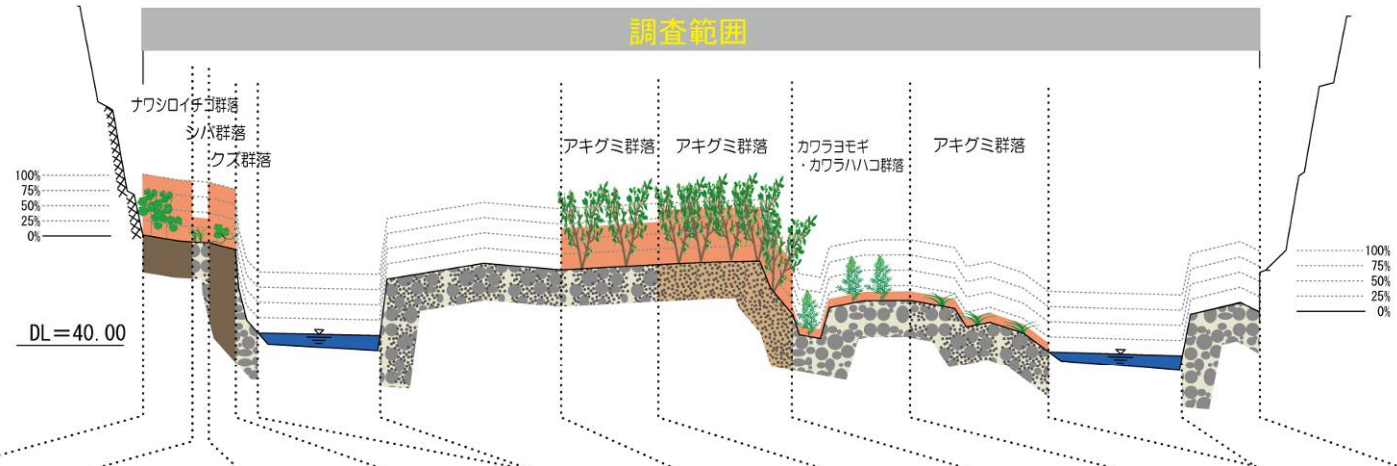 調査範囲
ナワシロイチゴ群落
シバ群落
クズ群落
アキグミ群落
アキグミ群落
カワラヨモギ
・カワラハハコ群落
アキグミ群落
100%
75%
50%
25%
0%
100%
75%
50%
25%
0%
DL=40.00